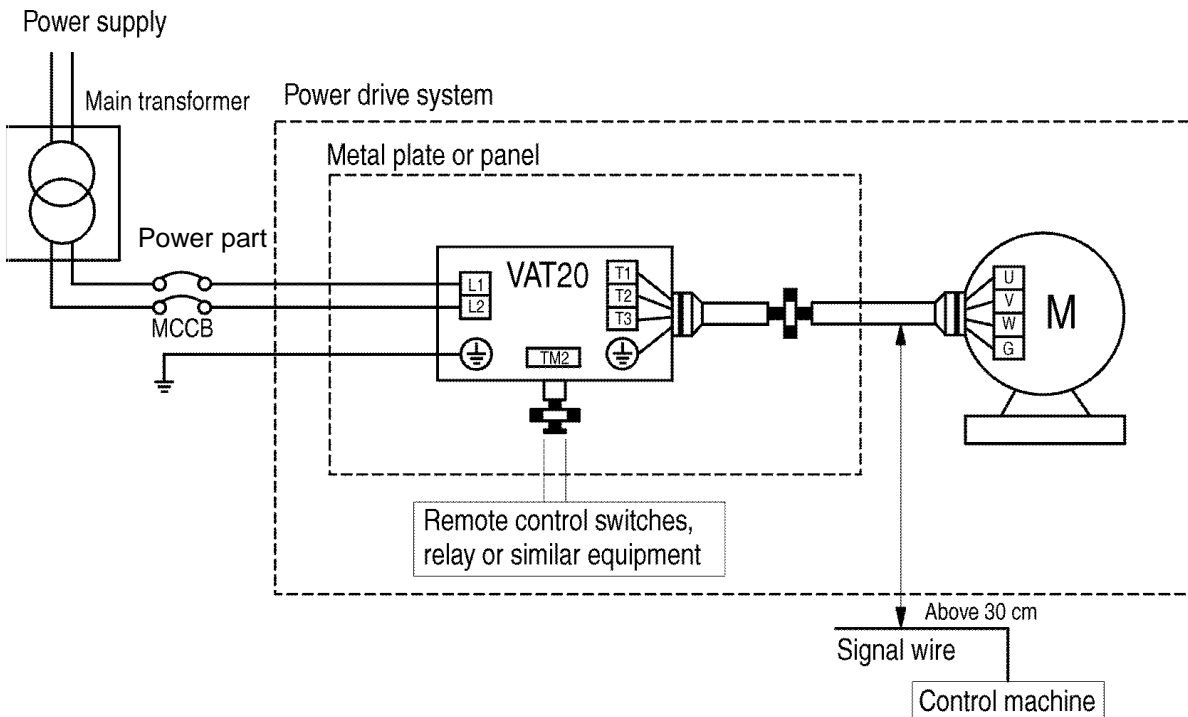 Power supply
Main transformer
Power drive system
Metal plate or panel
Power part
MCCB
L1
L2
VAT20
T1
T2
T3
TM2
U
V
W
G
M
Remote control switches,
relay or similar equipment
Above 30 cm
Signal wire
Control machine